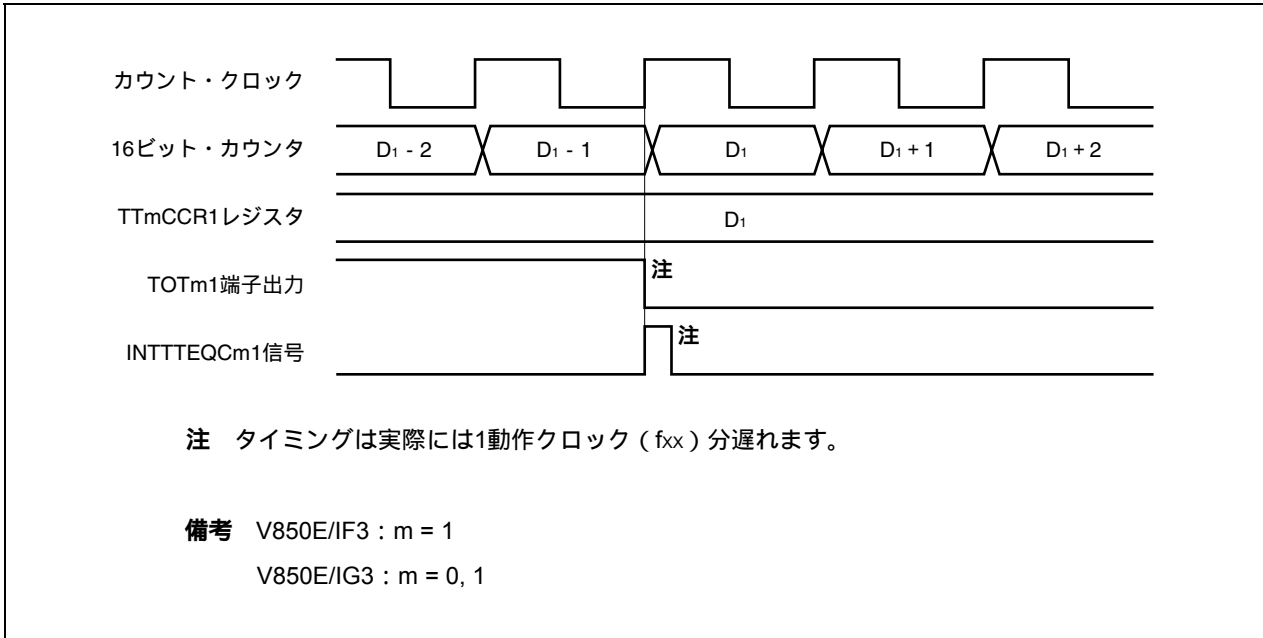 カウント・クロック
16ビット・カウンタ D1 - 2 D1 - 1 D1 D1 + 1 D1 + 2
TTmCCR1レジスタ D1
TOTm1端子出力 注
INTTTEQCm1信号 注
注 タイミングは実際には1動作クロック(fxx)分遅れます。
備考 V850E/IF3:m = 1
V850E/IG3:m = 0, 1